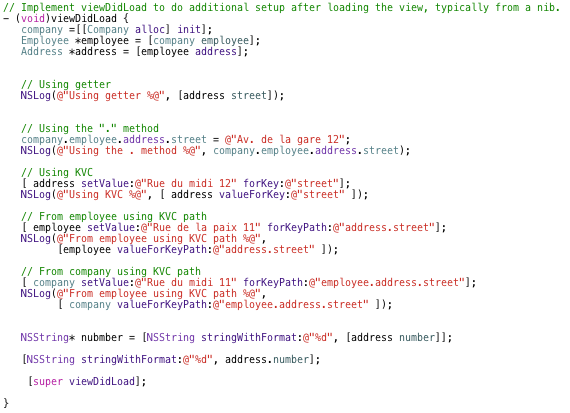 // Implement viewDidLoad to do additional setup after loading the view, typically from a nib.
- (void)viewDidLoad {
company =[[Company alloc] init];
Employee *employee = [company employee];
Address *address = [employee address];
// Using getter
NSLog(@"Using getter %@", [address street]);
// Using the "." method
company.employee.address.street = @"Av. de la gare 12";
NSLog(@"Using the . method %@", company.employee.address.street);
// Using KVC
[ address setValue:@"Rue du midi 12" forKey:@"street"];
NSLog(@"Using KVC %@", [ address valueForKey:@"street" ]);
// From employee using KVC path
[ employee setValue:@"Rue de la paix 11" forKeyPath:@"address.street"];
NSLog(@"From employee using KVC path %@",
[employee valueForKeyPath:@"address.street" ]);
// From company using KVC path
[ company setValue:@"Rue du midi 11" forKeyPath:@"employee.address.street"];
NSLog(@"From employee using KVC path %@",
[ company valueForKeyPath:@"employee.address.street" ]);
NSString* nubmber = [NSString stringWithFormat:@"%d", [address number]];
[NSString stringWithFormat:@"%d", address.number];
[super viewDidLoad];
}